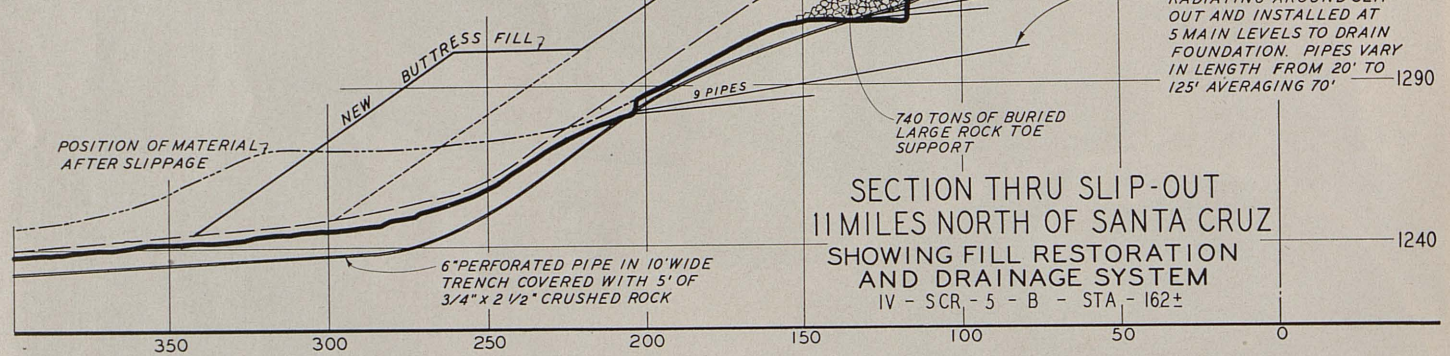 RADIATING AROUND SLIP
OUT AND INSTALLED AT
5 MAIN LEVELS TO DRAIN
FOUNDATION. PIPES VARY
IN LENGTH FROM 20' TO
125' AVERAGING 70'
1290
NEW BUTTRESS FILL
9 PIPES
740 TONS OF BURIED
LARGE ROCK TOE
SUPPORT
POSITION OF MATERIAL
AFTER SLIPPAGE
SECTION THRU SLIP-OUT
11 MILES NORTH OF SANTA CRUZ
SHOWING FILL RESTORATION
AND DRAINAGE SYSTEM
IV - SCR - 5 - B - STA - 162±
1240
6" PERFORATED PIPE IN 10' WIDE
TRENCH COVERED WITH 5' OF
3/4" x 2 1/2" CRUSHED ROCK
350 300 250 200 150 100 50 0